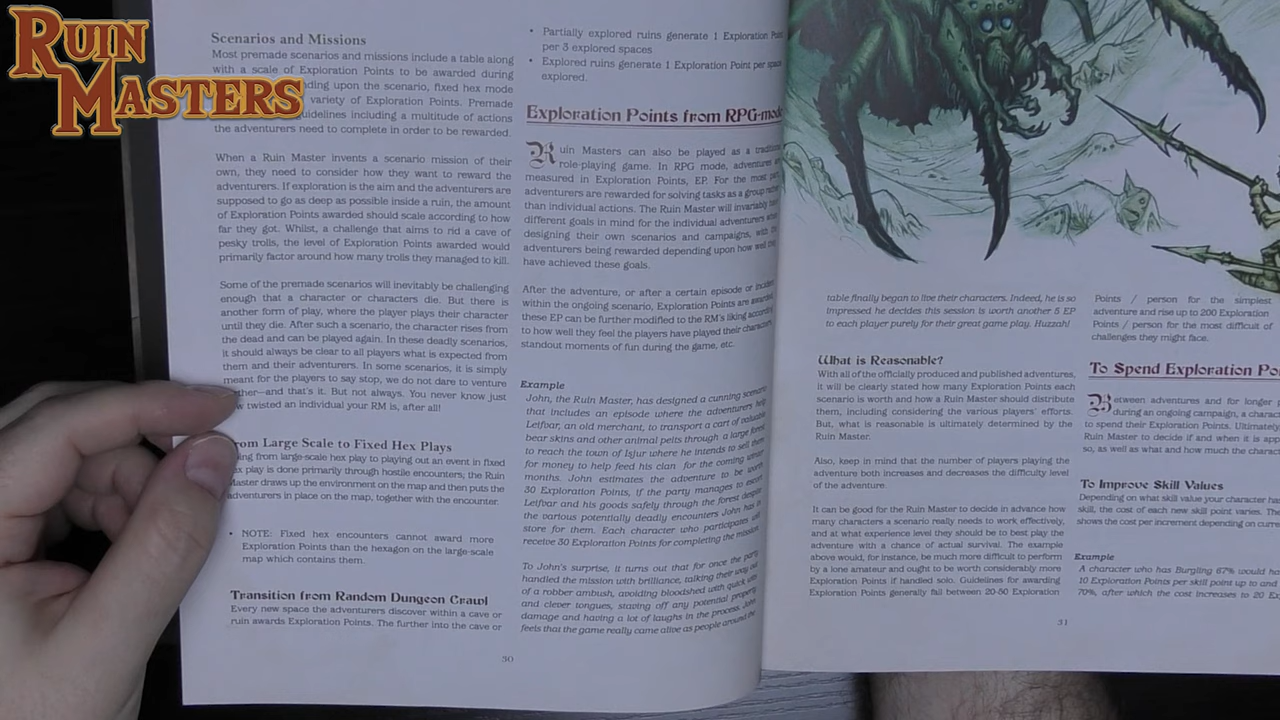 RUIN
MASTERS
Scenarios and Missions
Most premade scenarios and missions include a table along
with a scale of Exploration Points to be awarded during
upon the scenario, fixed hex mode
variety of Exploration Points. Premade
including a multitude of actions
the adventurers need to complete in order to be rewarded.
When a Ruin Master invents a scenario mission of their
own, they need to consider how they want to reward the
adventurers. If exploration is the aim and the adventurers are
supposed to go as deep as possible inside a ruin, the amount
of Exploration Points awarded should scale according to how
far they got. Whilst, a challenge that aims to rid a cave of
pesky trolls, the level of Exploration Points awarded would
primarily factor around how many trolls they managed to kill.
Some of the premade scenarios will inevitably be challenging
enough that a character or characters die. But there is
another form of play, where the player plays their character
until they die. After such a scenario, the character rises from
the dead and can be played again. In these deadly scenarios,
it should always be clear to all players what is expected from
them and their adventurers. In some scenarios, it is simply
meant for the players to say stop, we do not dare to venture
and that's it. But not always. You never know just
twisted an individual your RM is, after all!
Large Scale to Fixed Hex Plays
from large-scale hex play to playing out an event in fixed
play is done primarily through hostile encounters; the Ruin
Master draws up the environment on the map and then puts the
adventurers in place on the map, together with the encounter.
• NOTE: Fixed hex encounters cannot award more
Exploration Points than the hexagon on the large-scale
map which contains them.
Transition from Random Dungeon Crawl
Every new space the adventurers discover within a cave or
ruin awards Exploration Points. The further into the cave or
30
• Partially explored ruins generate 1 Exploration Point
per 3 explored spaces.
• Explored ruins generate 1 Exploration Point per space
explored.
Exploration Points from RPG-mode
Ruin Masters can also be played as a
role-playing game. In RPG mode, adventures are
measured in Exploration Points, EP. For the most part,
adventurers are rewarded for solving tasks as a group rather
than individual actions. The Ruin Master will invariably
different goals in mind for the individual adventurers when
designing their own scenarios and campaigns, with the
adventurers being rewarded depending upon how well they
have achieved these goals.
After the adventure, or after a certain episode or
within the ongoing scenario, Exploration Points are
these EP can be further modified to the RM's liking according
to how well they feel the players have played their characters,
standout moments of fun during the game, etc.
Example
John, the Ruin Master, has designed a cunning scenario
that includes an episode where the adventurers help
Leifbar, an old merchant, to transport a cart of valuable
bear skins and other animal pelts through a large forest
to reach the town of Isjur where he intends to sell them
for money to help feed his clan for the coming winter
months. John estimates the adventure to be worth
30 Exploration Points, if the party manages to escort
Leifbar and his goods safely through the forest despite
the various potentially deadly encounters John has in
store for them. Each character who participates will
receive 30 Exploration Points for completing the mission.
To John's surprise, it turns out that for once the party
handled the mission with brilliance, talking their way out
of a robber ambush, avoiding bloodshed with quick wits
and clever tongues, staving off any potential property
damage and having a lot of laughs in the process. John
feels that the game really came alive as people around the
table finally began to live their characters. Indeed, he is so
impressed he decides this session is worth another 5 EP
to each player purely for their great game play. Huzzah!
What is Reasonable?
With all of the officially produced and published adventures,
it will be clearly stated how many Exploration Points each
scenario is worth and how a Ruin Master should distribute
them, including considering the various players' efforts.
But, what is reasonable is ultimately determined by the
Ruin Master.
Also, keep in mind that the number of players playing the
adventure both increases and decreases the difficulty level
of the adventure.
It can be good for the Ruin Master to decide in advance how
many characters a scenario really needs to work effectively,
and at what experience level they should be to best play the
adventure with a chance of actual survival. The example
above would, for instance, be much more difficult to perform
by a lone amateur and ought to be worth considerably more
Exploration Points if handled solo. Guidelines for awarding
Exploration Points generally fall between 20-50 Exploration
31
Points / person for the simplest
adventure and rise up to 200 Exploration
Points / person for the most difficult of
challenges they might face.
To Spend Exploration
Between adventures and for longer
during an ongoing campaign, a
to spend their Exploration Points.
Ruin Master to decide if and when it is
so, as well as what and how much the
To Improve Skill Values
Depending on what skill value your character
skill, the cost of each new skill point varies.
shows the cost per increment depending on
Example
A character who has Burgling 67% would
10 Exploration Points per skill point up to and
70%, after which the cost increases to 20